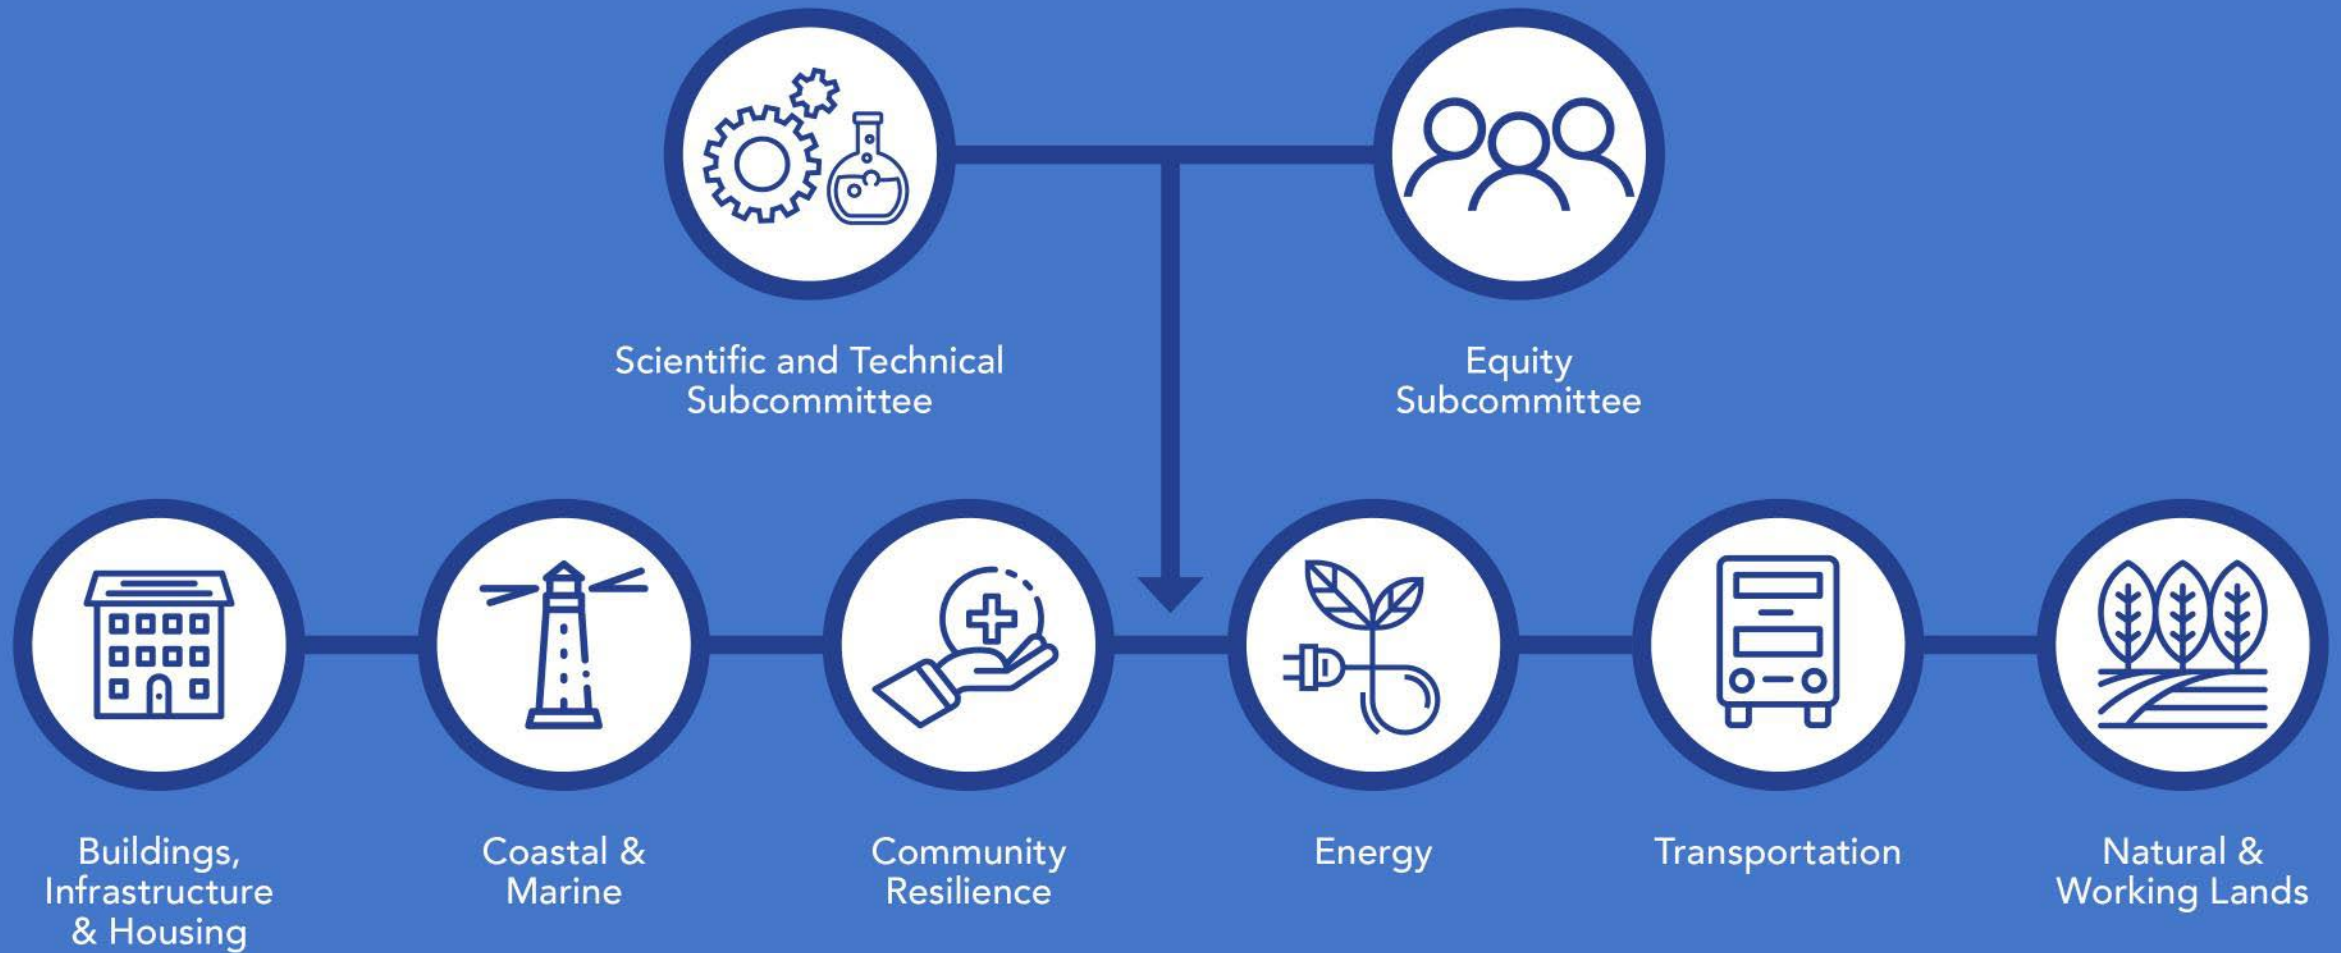 Scientific and Technical
Subcommittee
Equity
Subcommittee
Buildings,
Infrastructure
& Housing
Coastal &
Marine
Community
Resilience
Energy
Transportation
Natural &
Working Lands